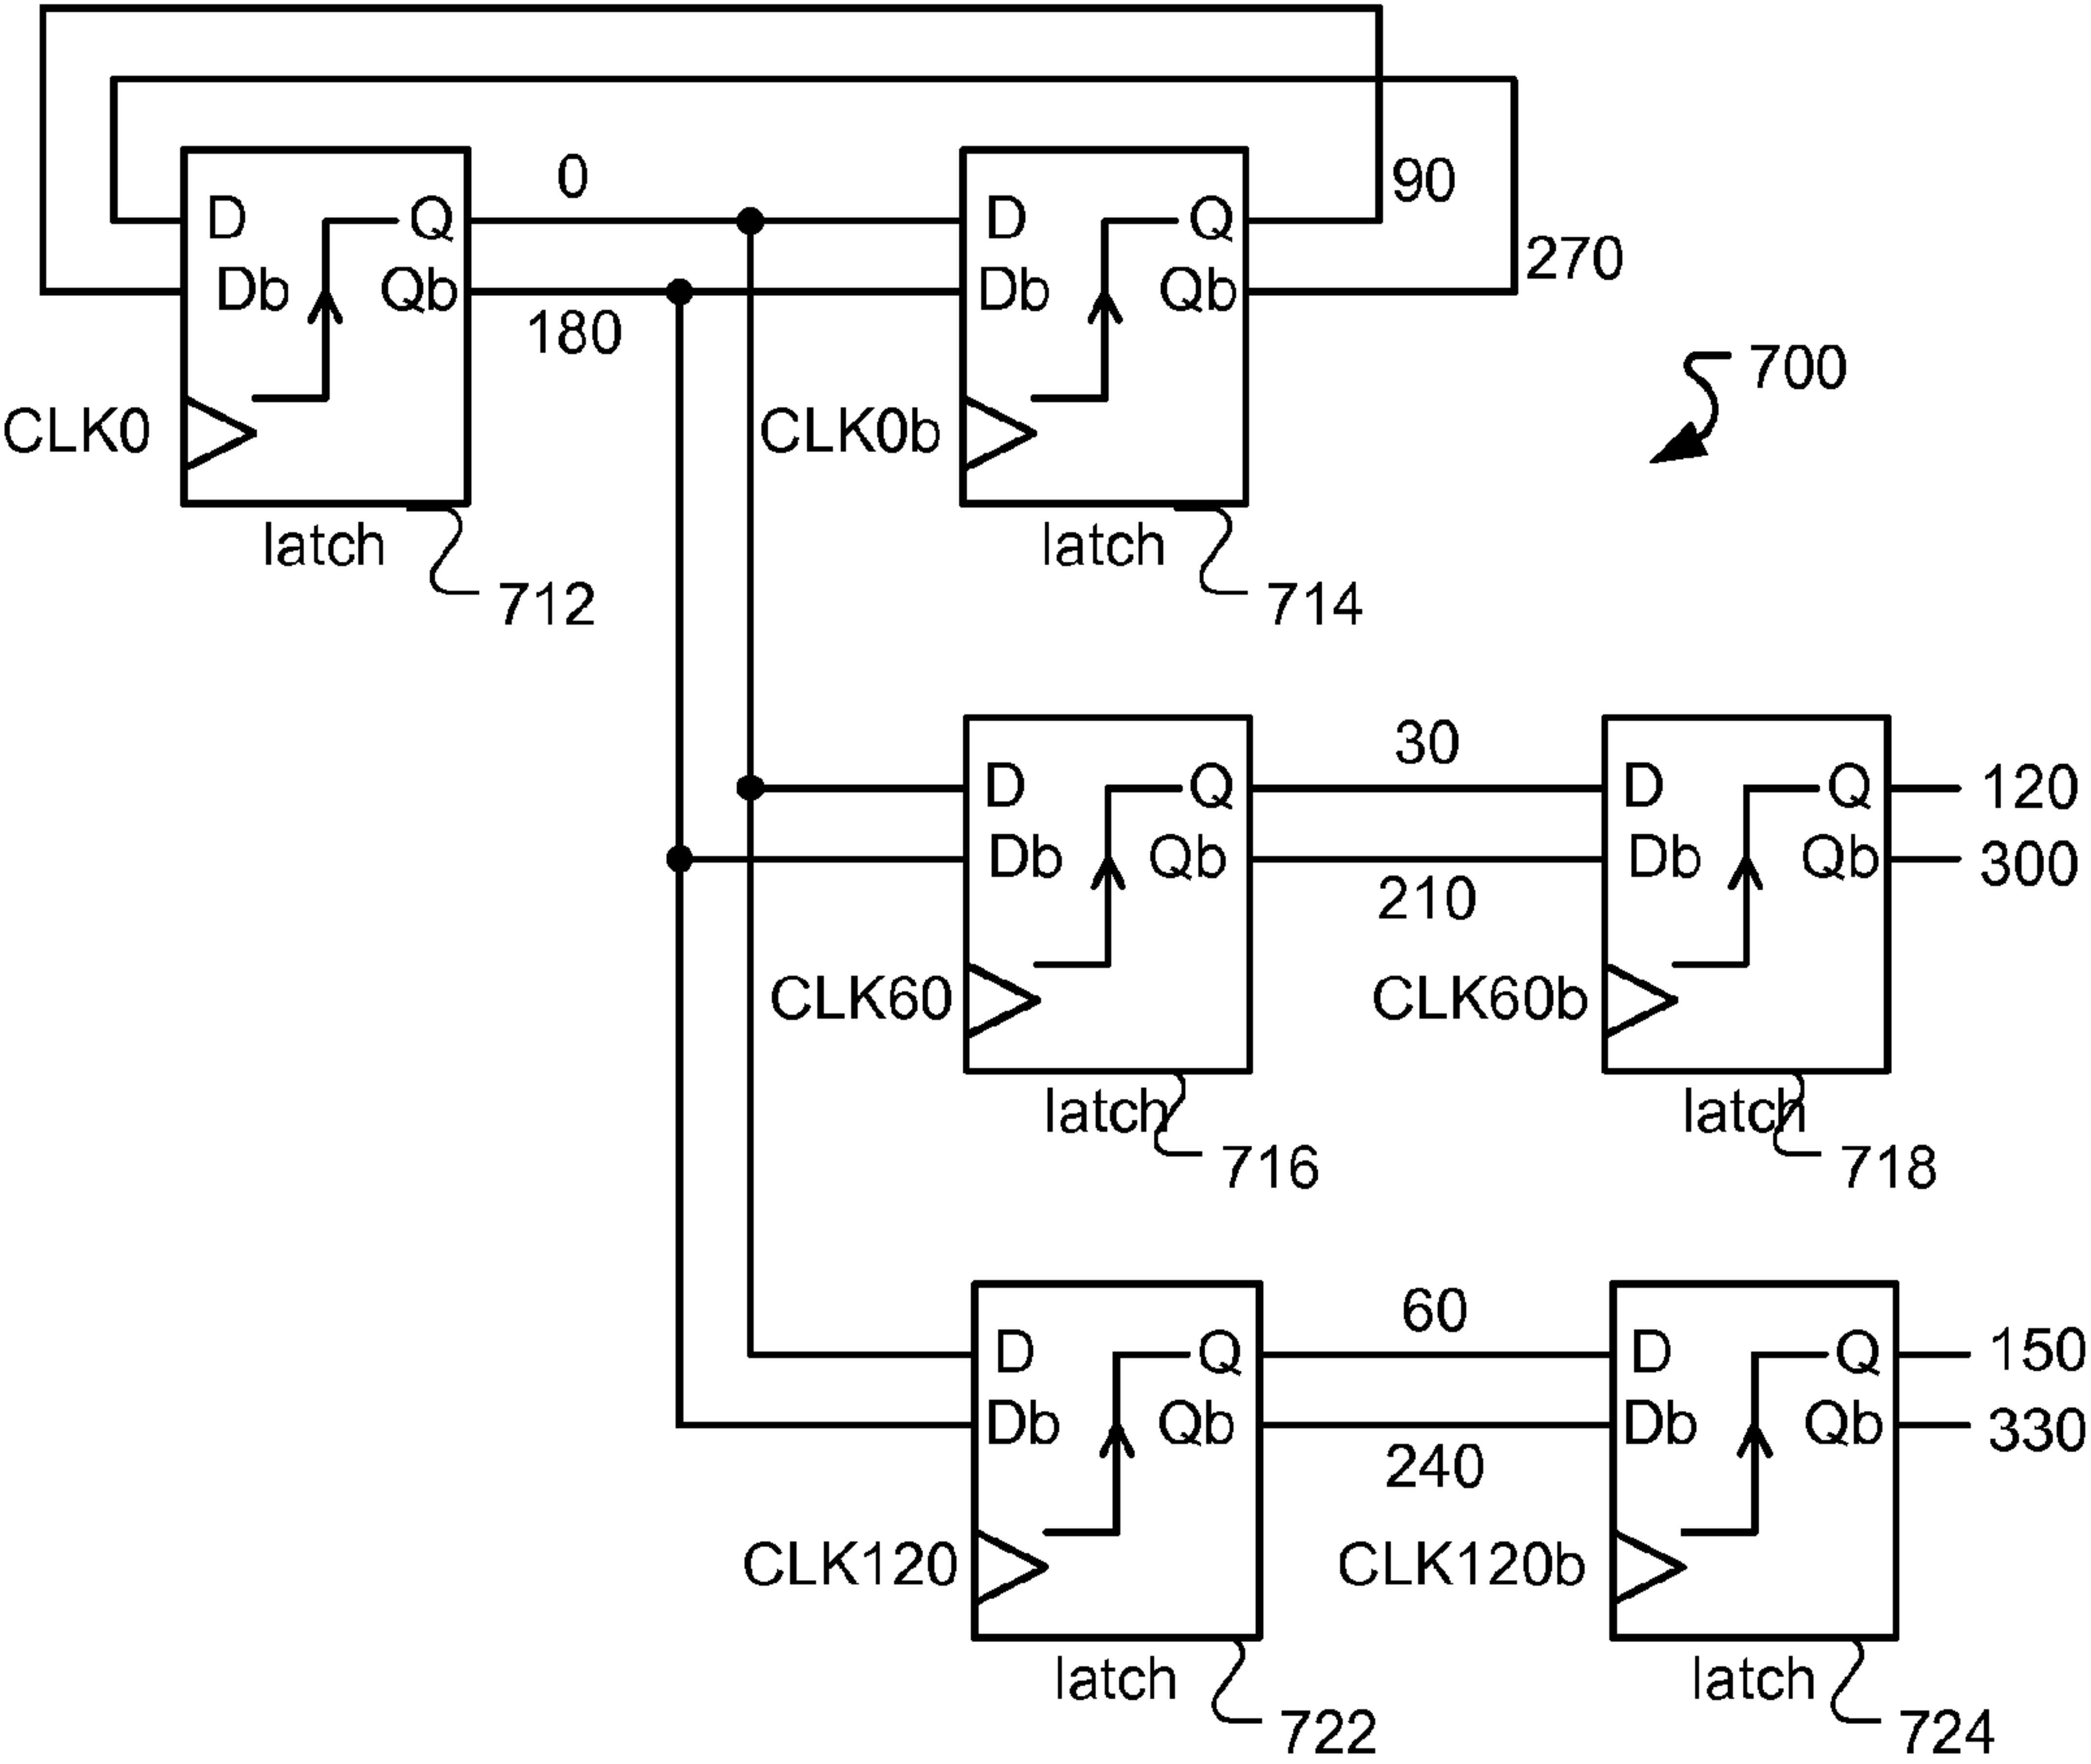 0
90
D
Q
D
Q
270
Db
Qb
Db
Qb
180
700
CLK0
CLK0b
latch
latch
712
714
30
D
Q
D
Q
120
Db
Qb
Db
Qb
300
210
CLK60
CLK60b
latch
latch
716
718
60
D
Q
D
Q
150
Db
Qb
Db
Qb
330
240
CLK120
CLK120b
latch
latch
722
724